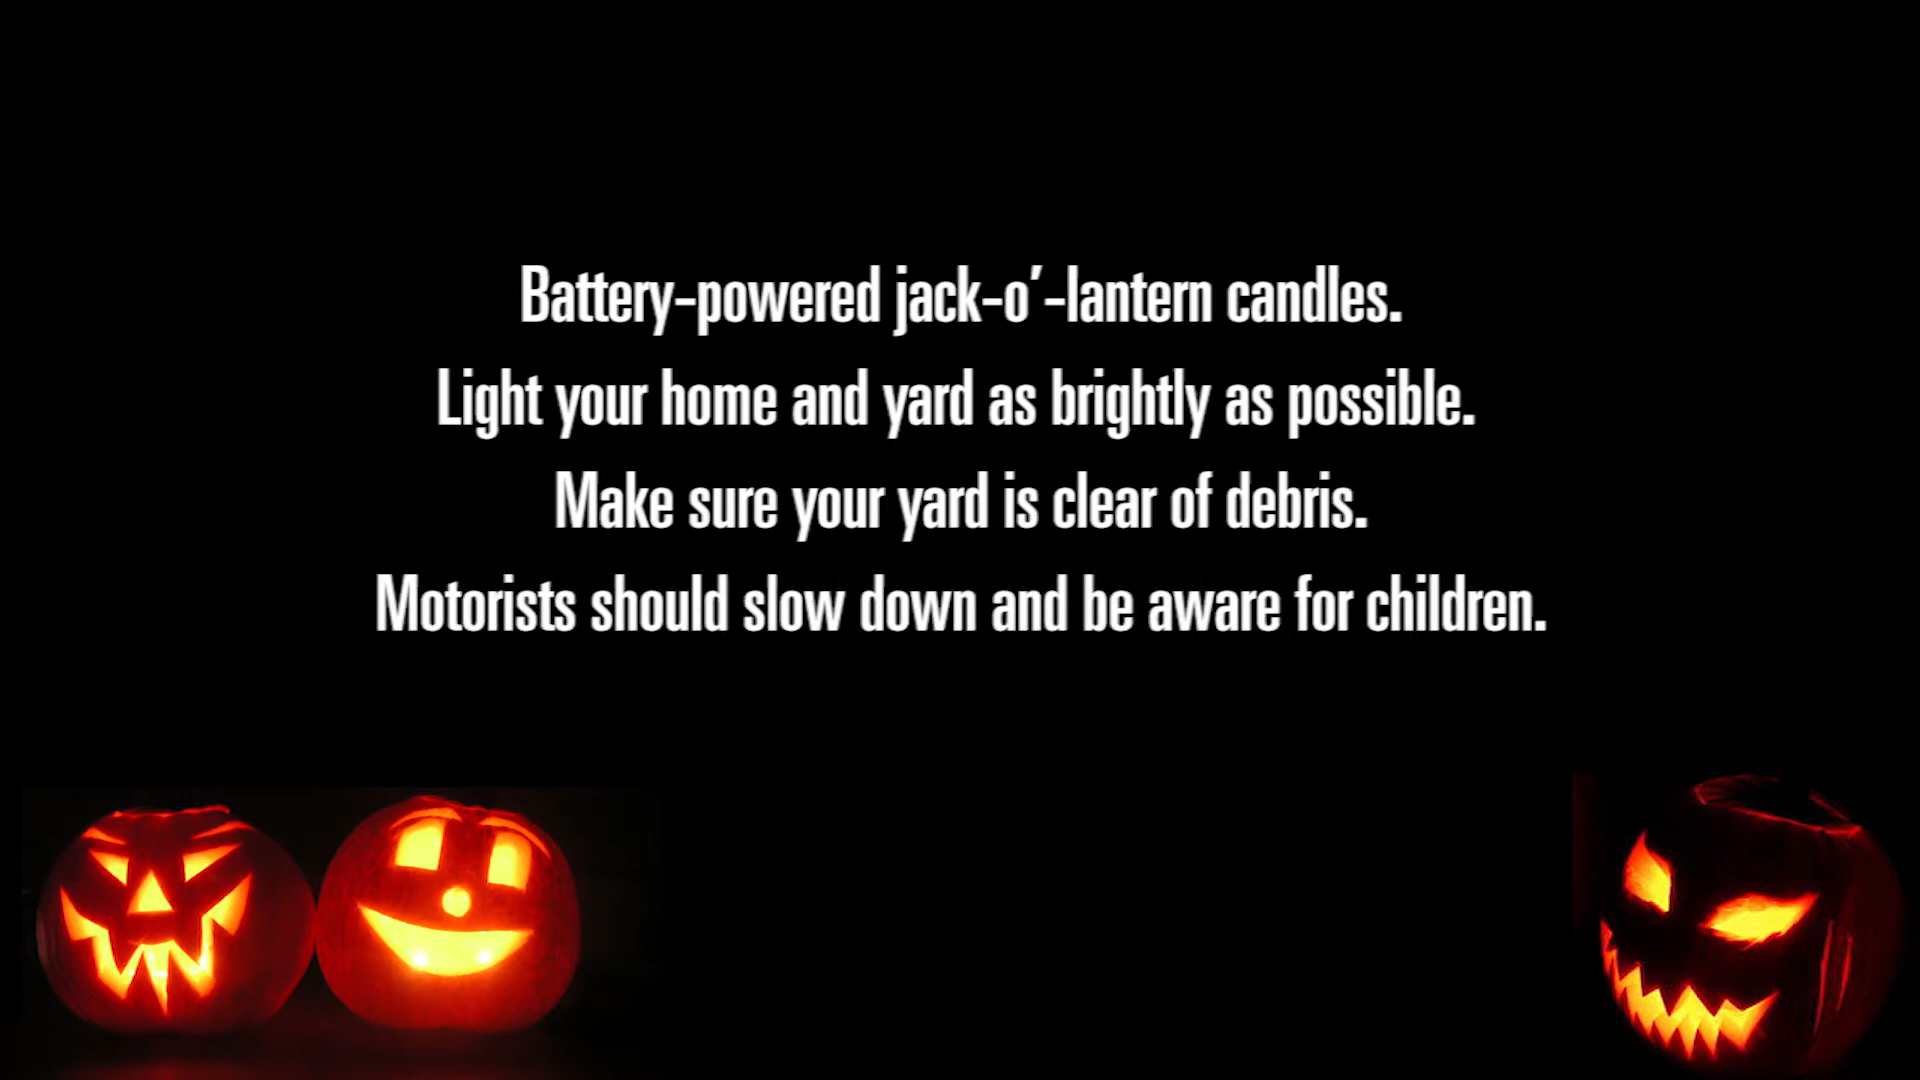 Battery-powered jack-o'-lantern candles.
Light your home and yard as brightly as possible.
Make sure your yard is clear of debris.
Motorists should slow down and be aware for children.